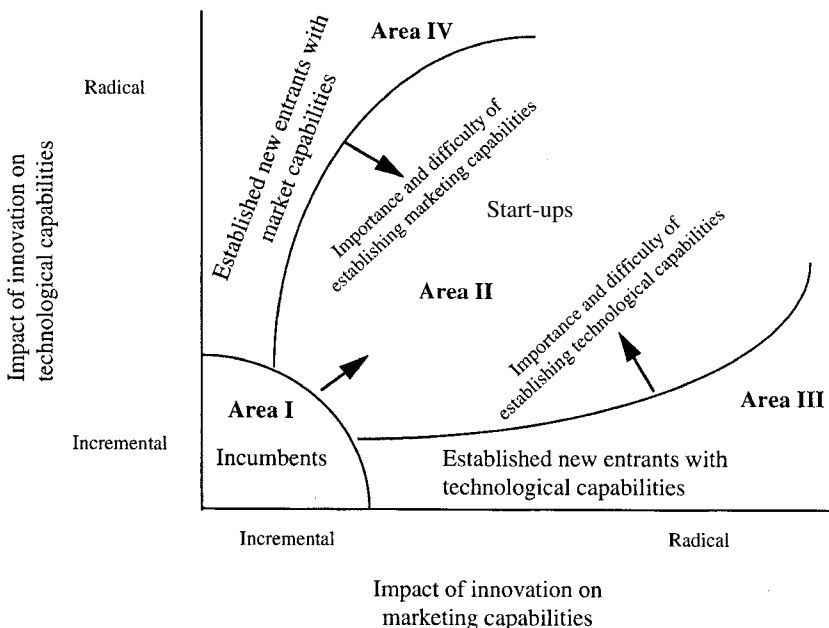 Area IV
Radical
Established new entrants with
market capabilities
Importance and difficulty of
establishing marketing capabilities
Start-ups
Impact of innovation on
technological capabilities
Area II
Importance and difficulty of
establishing technological capabilities
Area I
Area III
Incremental
Incumbents
Established new entrants with
technological capabilities
Incremental
Radical
Impact of innovation on
marketing capabilities